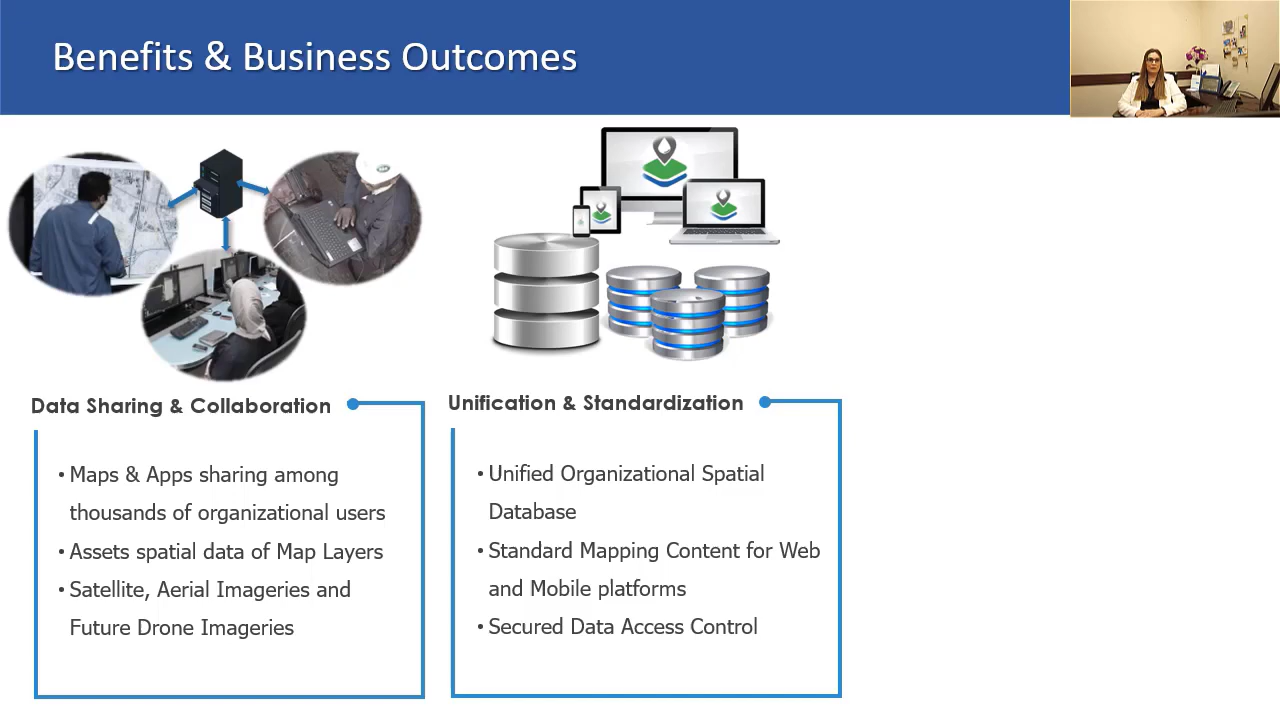 Benefits & Business Outcomes
Data Sharing & Collaboration
• Maps & Apps sharing among
thousands of organizational users
• Assets spatial data of Map Layers
• Satellite, Aerial Imageries and
Future Drone Imageries
Unification & Standardization
• Unified Organizational Spatial
Database
• Standard Mapping Content for Web
and Mobile platforms
• Secured Data Access Control